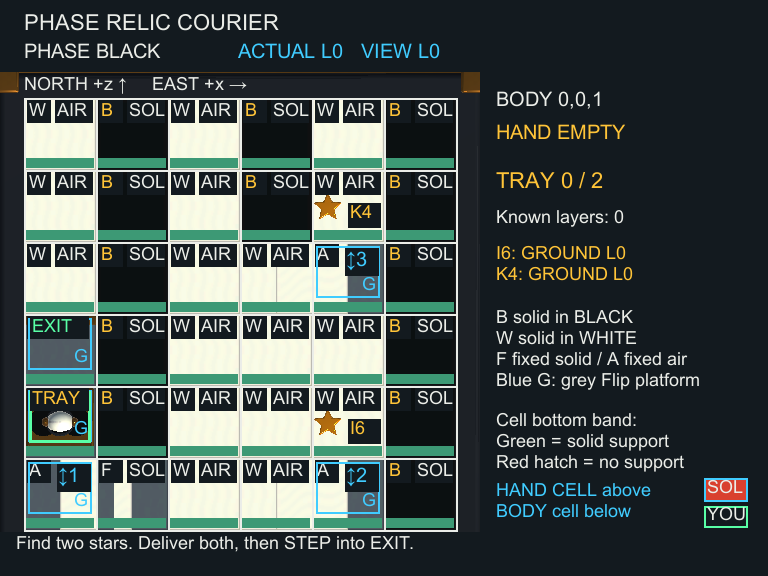 PHASE RELIC COURIER
PHASE BLACK ACTUAL L0 VIEW L0
NORTH +z ↑ EAST +x →
W AIR B SOL W AIR B SOL W AIR B SOL
W AIR B SOL W AIR B SOL W AIR B SOL
K4
W AIR B SOL W AIR W AIR A ↕3 B SOL
G
EXIT B SOL W AIR W AIR W AIR B SOL
G
TRAY B SOL W AIR W AIR W AIR B SOL
G I6
A ↕1 F SOL W AIR W AIR A ↕2 B SOL
G G
Find two stars. Deliver both, then STEP into EXIT.
BODY 0,0,1
HAND EMPTY
TRAY 0 / 2
Known layers: 0
I6: GROUND L0
K4: GROUND L0
B solid in BLACK
W solid in WHITE
F fixed solid / A fixed air
Blue G: grey Flip platform
Cell bottom band:
Green = solid support
Red hatch = no support
HAND CELL above SOL
BODY cell below YOU